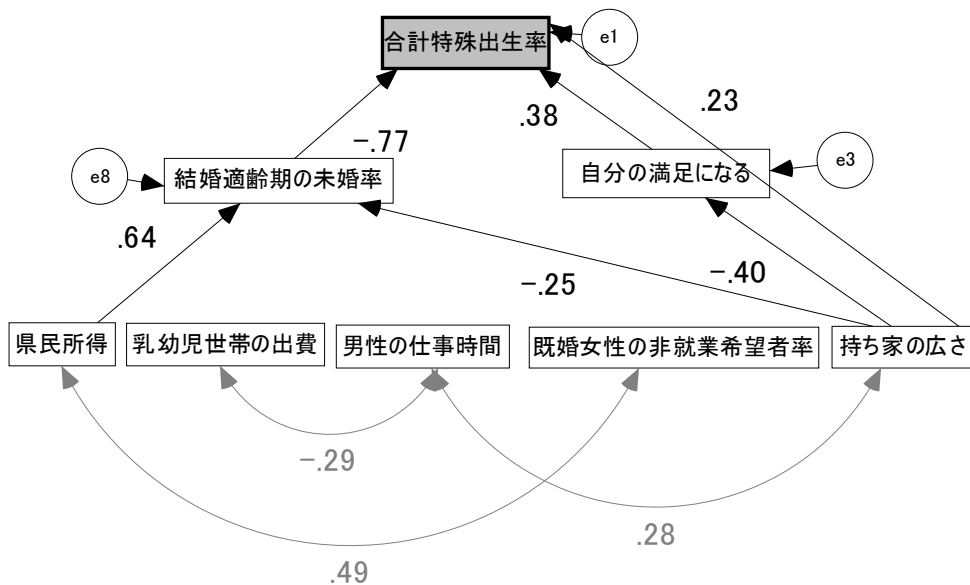 合計特殊出生率
e1
.23
.38
-.77
e8
結婚適齢期の未婚率
自分の満足になる
e3
.64
-.25
-.40
県民所得
乳幼児世帯の出費
男性の仕事時間
既婚女性の非就業希望者率
持ち家の広さ
-.29
.28
.49